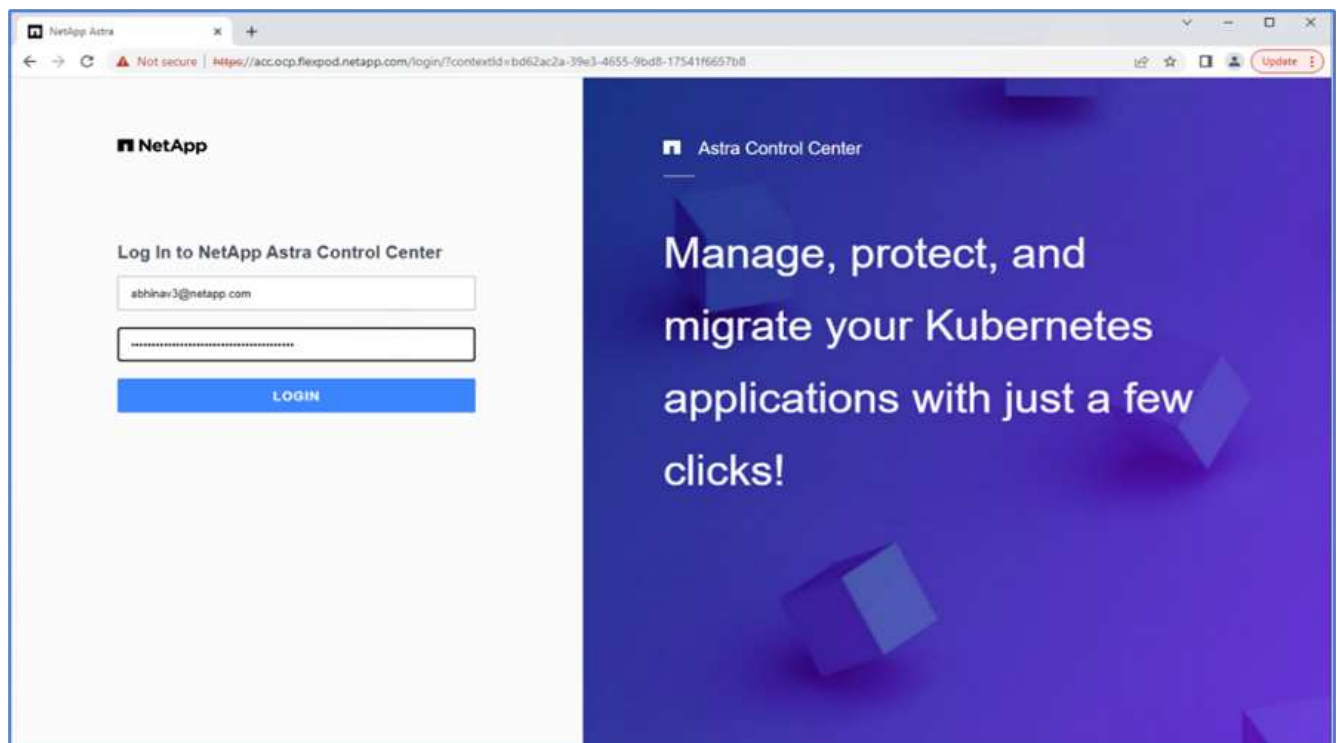 NetApp Astra
Not secure | https://acc.ocp.flexpod.netapp.com/login/?contextId=bd62ac2a-39e3-4655-9bd8-17541f6657b8
Update
NetApp
Astra Control Center
Log In to NetApp Astra Control Center
abhinav3@netapp.com
LOGIN
Manage, protect, and
migrate your Kubernetes
applications with just a few
clicks!